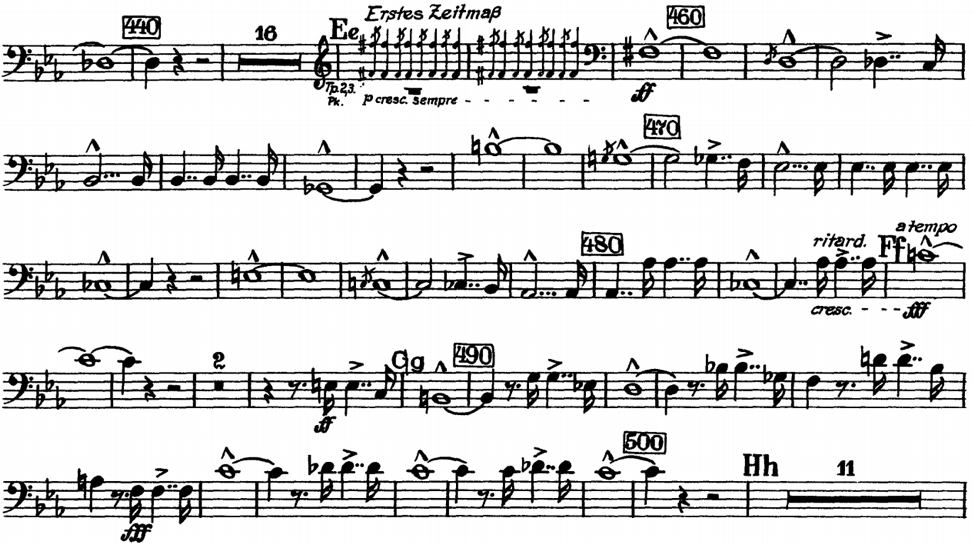 Erstes Zeitmaß
440 16 Ee 460
Tp.2,3. p cresc. sempre ff
Pk.
470
480 ritard. Ff a tempo
cresc. fff
2 Gg 490
ff
500 Hh 11
fff